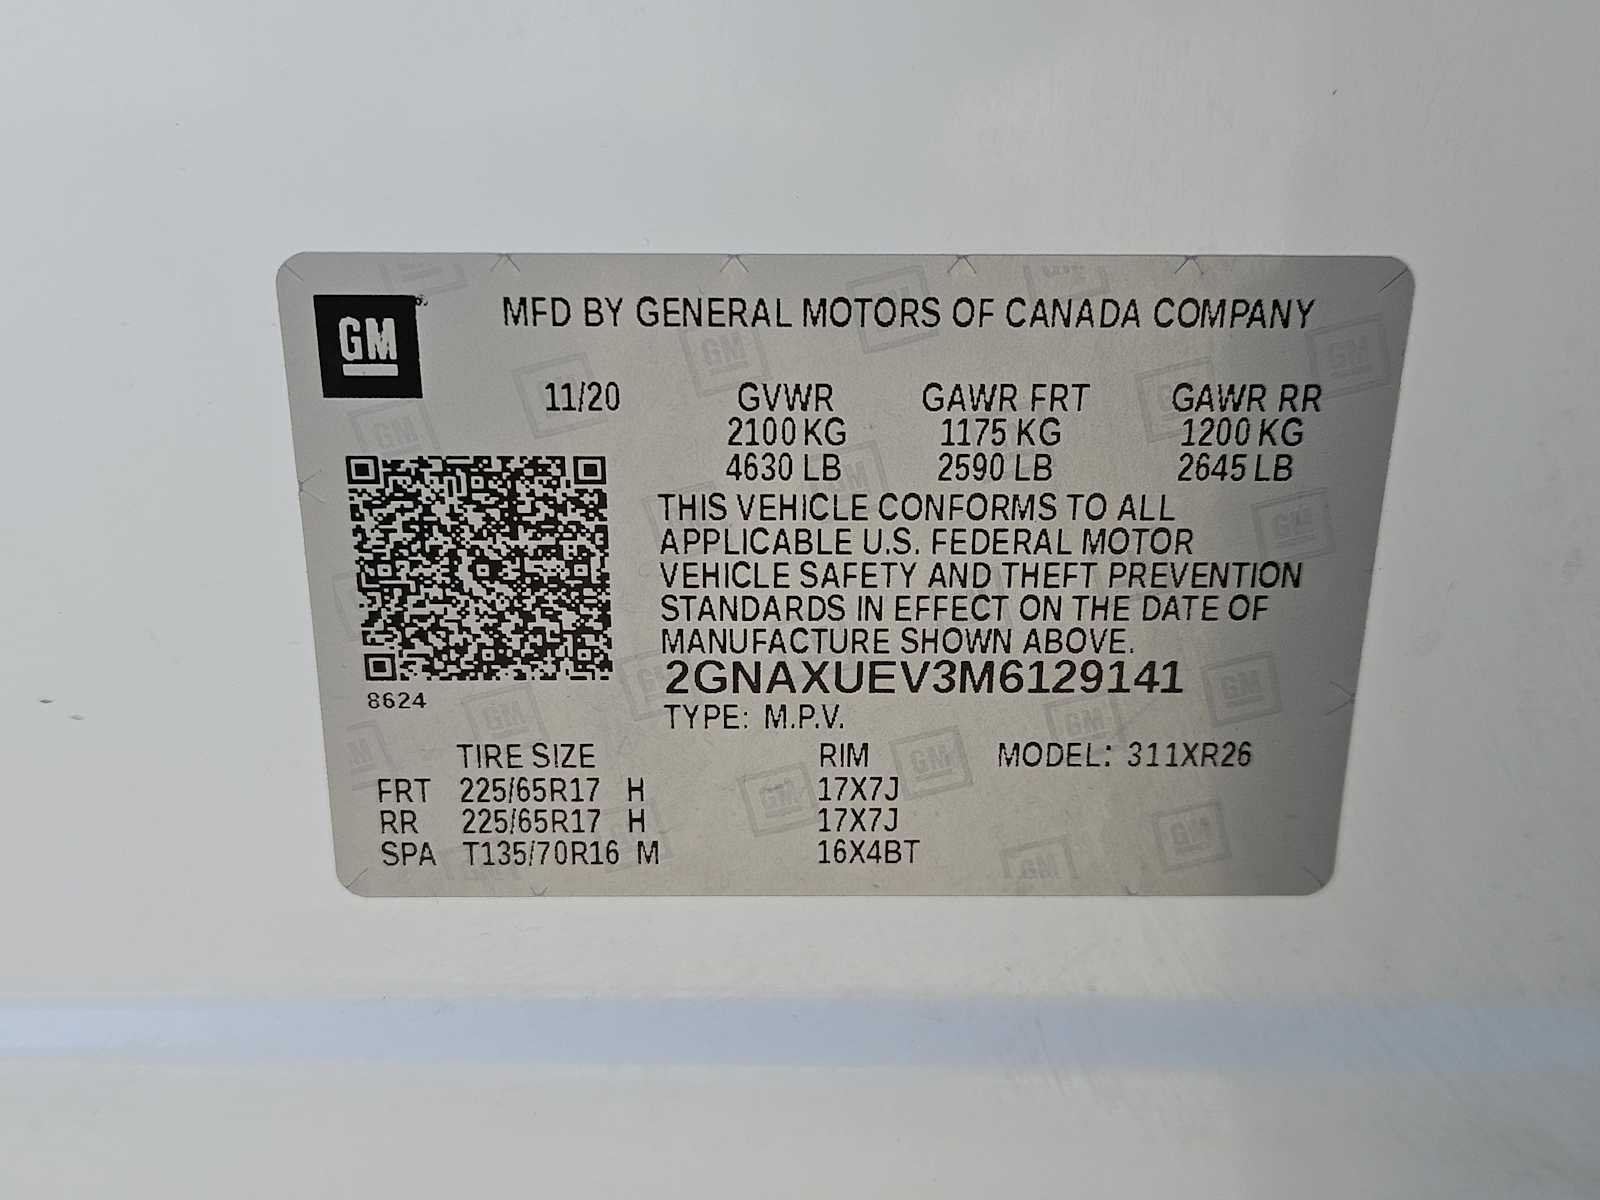 GM
MFD BY GENERAL MOTORS OF CANADA COMPANY
11/20 GVWR GAWR FRT GAWR RR
2100 KG 1175 KG 1200 KG
4630 LB 2590 LB 2645 LB
THIS VEHICLE CONFORMS TO ALL
APPLICABLE U.S. FEDERAL MOTOR
VEHICLE SAFETY AND THEFT PREVENTION
STANDARDS IN EFFECT ON THE DATE OF
MANUFACTURE SHOWN ABOVE.
2GNAXUEV3M6129141
8624
TYPE: M.P.V.
TIRE SIZE RIM MODEL: 311XR26
FRT 225/65R17 H 17X7J
RR 225/65R17 H 17X7J
SPA T135/70R16 M 16X4BT